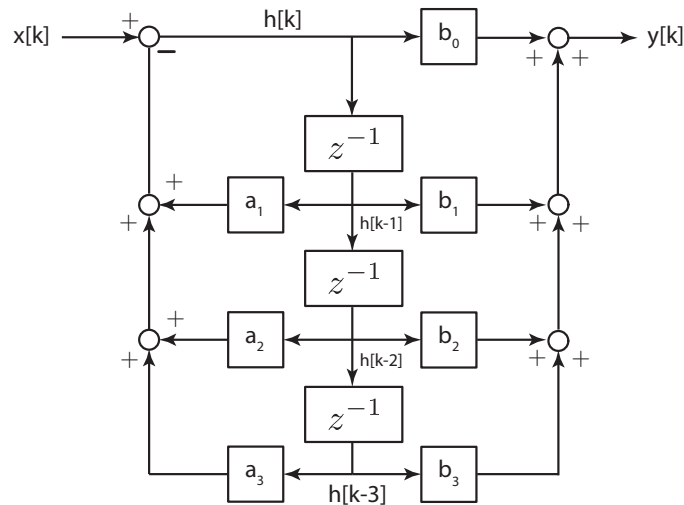 h[k]
x[k] + − b₀ + + y[k]
z⁻¹
+ a₁ b₁
+ h[k-1] + +
z⁻¹
+ a₂ b₂
+ h[k-2] + +
z⁻¹
a₃ b₃
h[k-3]